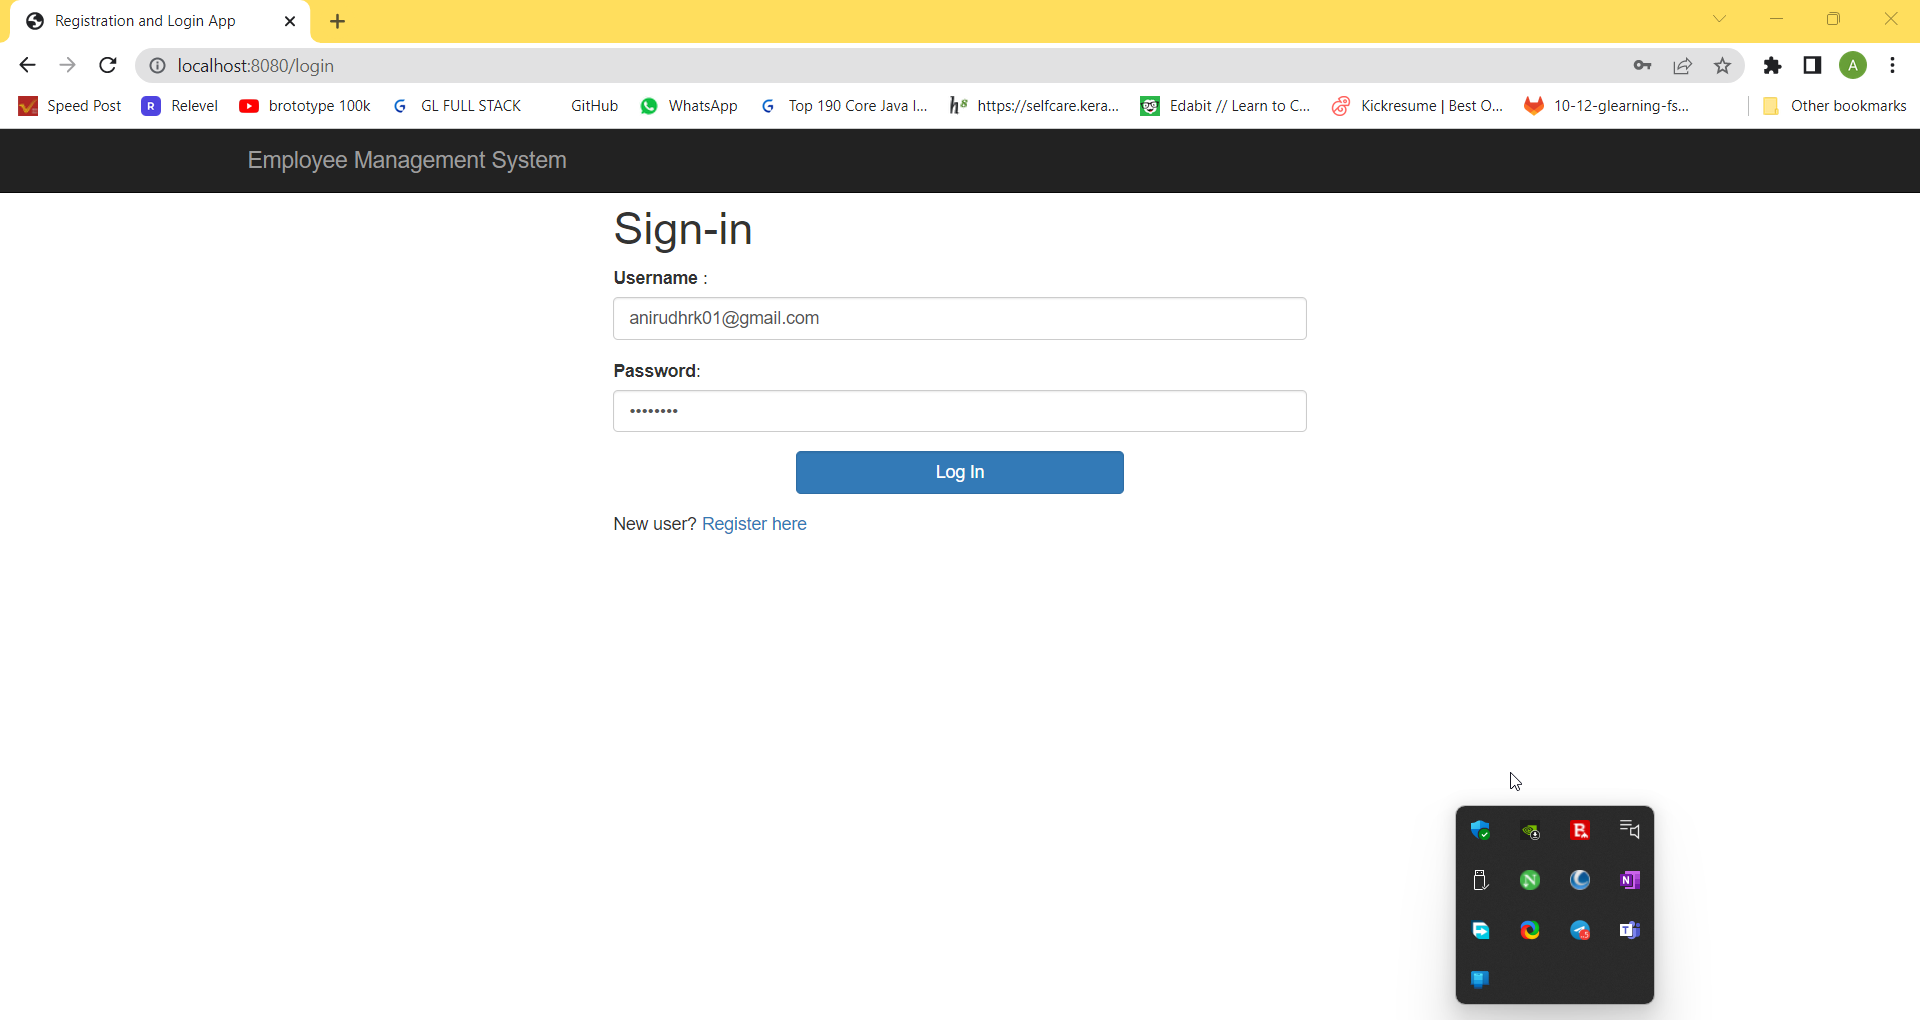 Registration and Login App
localhost:8080/login
A
Speed Post
R
Relevel
brototype 100k
GL FULL STACK
GitHub
WhatsApp
Top 190 Core Java I...
h8
https://selfcare.kera...
Edabit // Learn to C...
Kickresume | Best O...
10-12-glearning-fs...
Other bookmarks
Employee Management System
Sign-in
Username :
anirudhrk01@gmail.com
Password:
••••••••
Log In
New user? Register here